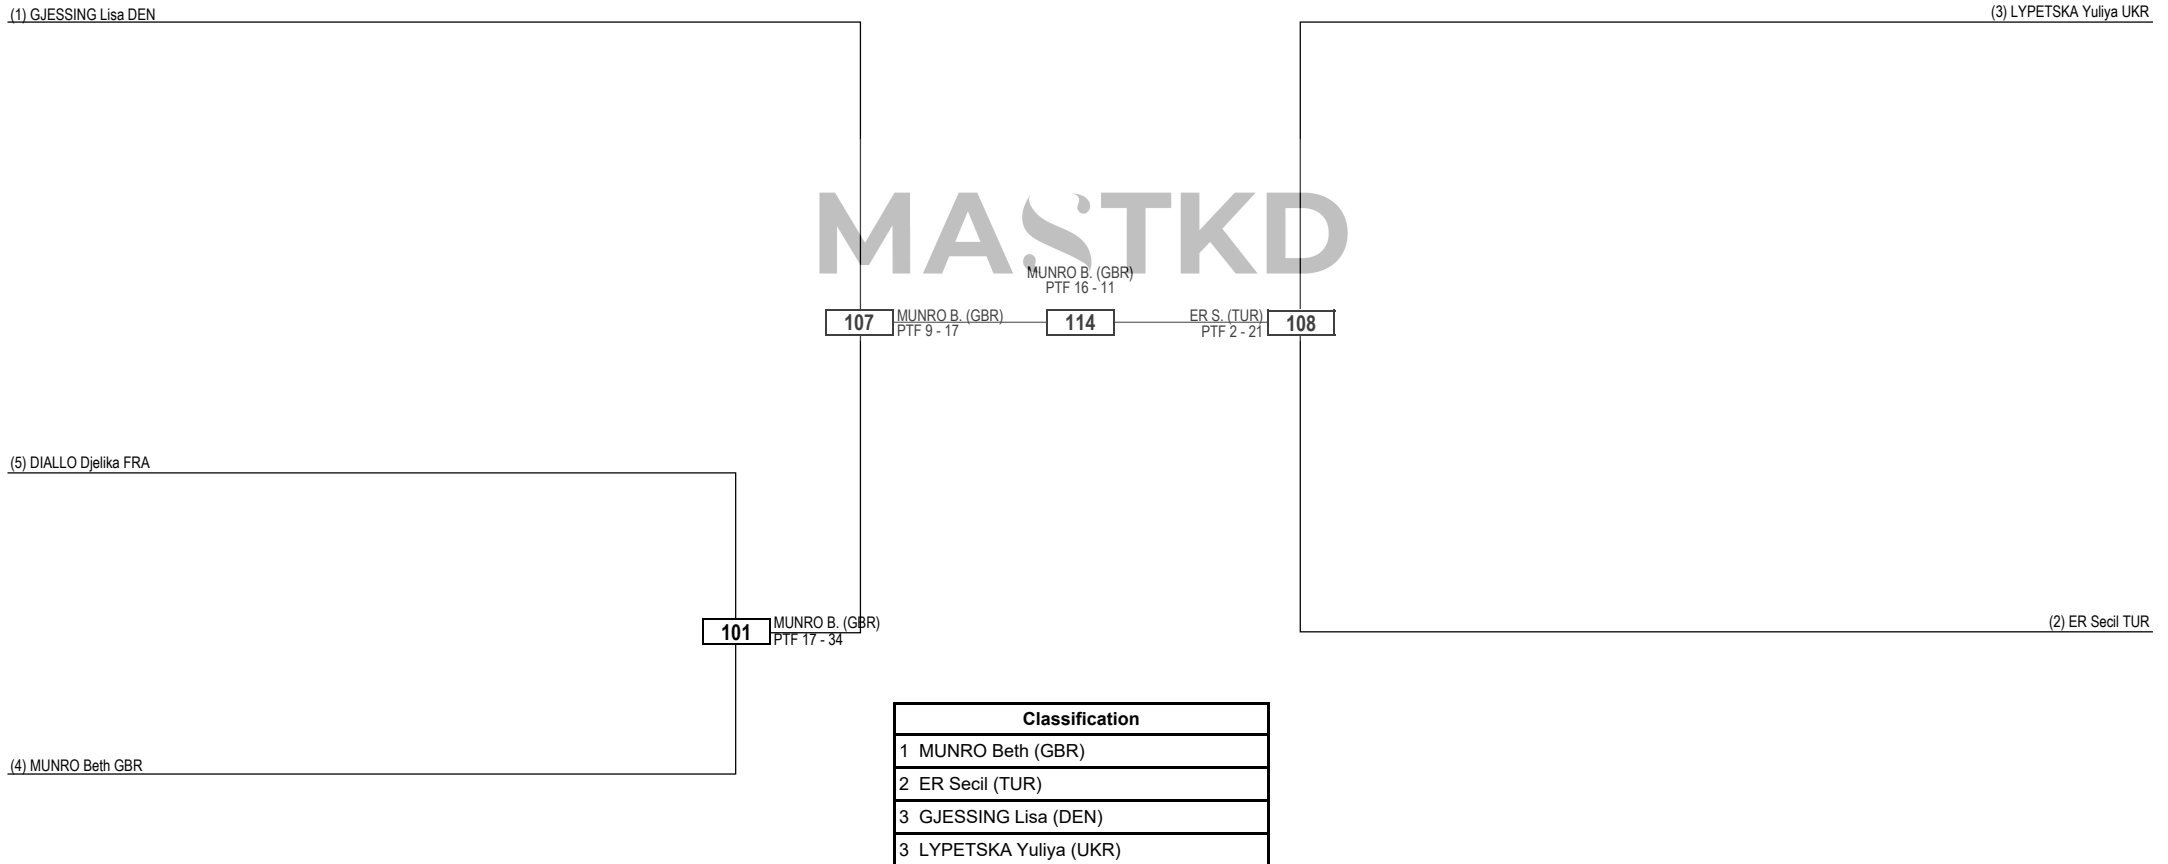 (1) GJESSING Lisa DEN
(3) LYPETSKA Yuliya UKR
MASTKD
MUNRO B. (GBR)
PTF 16 - 11
107
MUNRO B. (GBR)
PTF 9 - 17
114
ER S. (TUR)
PTF 2 - 21
108
(5) DIALLO Djelika FRA
101
MUNRO B. (GBR)
PTF 17 - 34
(2) ER Secil TUR
(4) MUNRO Beth GBR
Classification
1 MUNRO Beth (GBR)
2 ER Secil (TUR)
3 GJESSING Lisa (DEN)
3 LYPETSKA Yuliya (UKR)